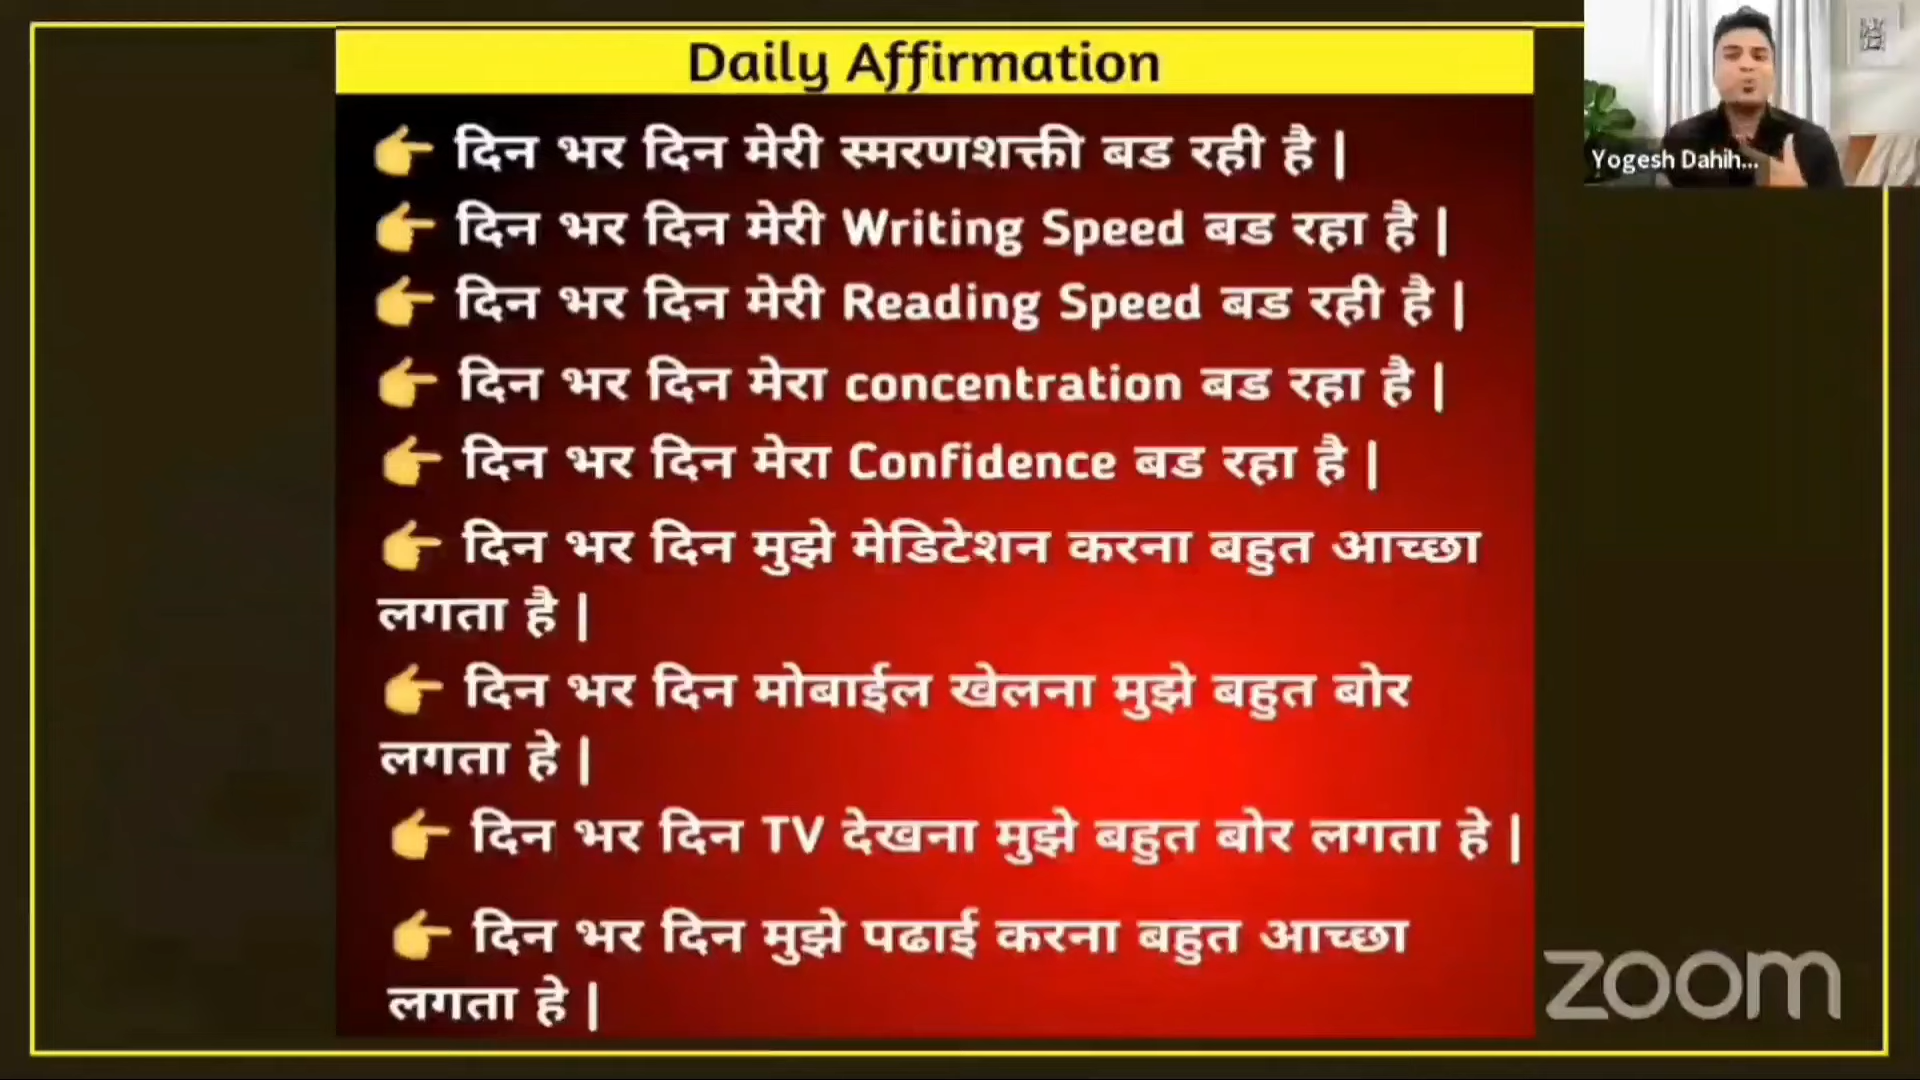 Daily Affirmation
Yogesh Dahih...
👉 दिन भर दिन मेरी स्मरणशक्ती बड रही है |
👉 दिन भर दिन मेरी Writing Speed बड रहा है |
👉 दिन भर दिन मेरी Reading Speed बड रही है |
👉 दिन भर दिन मेरा concentration बड रहा है |
👉 दिन भर दिन मेरा Confidence बड रहा है |
👉 दिन भर दिन मुझे मेडिटेशन करना बहुत आच्छा
लगता है |
👉 दिन भर दिन मोबाईल खेलना मुझे बहुत बोर
लगता हे |
👉 दिन भर दिन TV देखना मुझे बहुत बोर लगता हे |
👉 दिन भर दिन मुझे पढाई करना बहुत आच्छा
लगता हे |
zoom